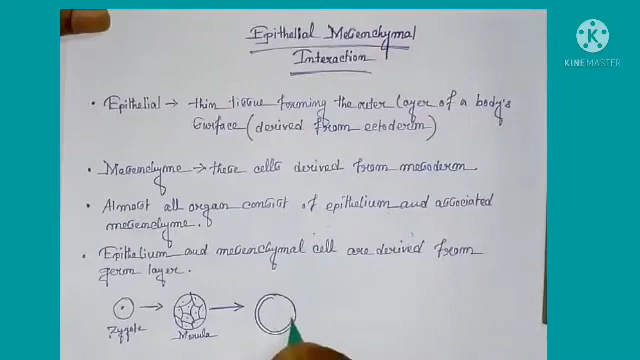 Epithelial Mesenchymal
Interaction
KINEMASTER
• Epithelial → thin tissue forming the outer layer of a body's
surface (derived from ectoderm)
• Mesenchyme → these cells derived from mesoderm.
• Almost all organ consist of epithelium and associated
mesenchyme.
• Epithelium and mesenchymal cell are derived from
germ layer.
Zygote
Morula